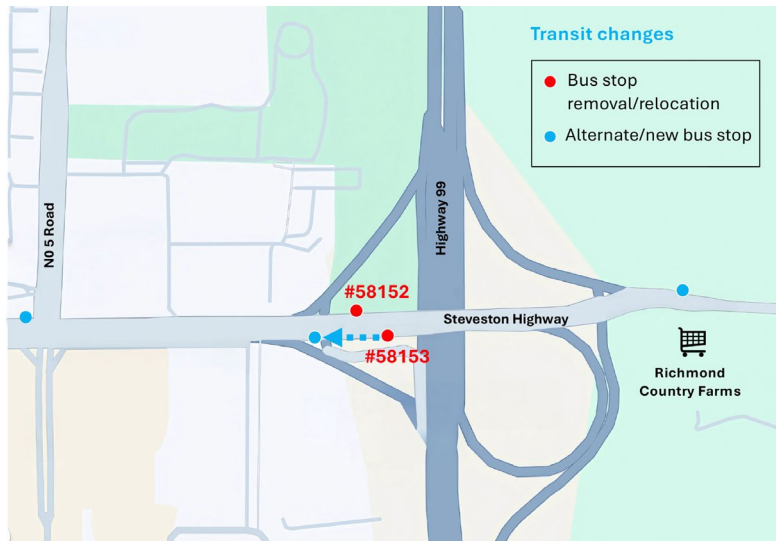 Transit changes
Bus stop
removal/relocation
Alternate/new bus stop
N0 5 Road
Highway 99
#58152
Steveston Highway
#58153
Richmond
Country Farms